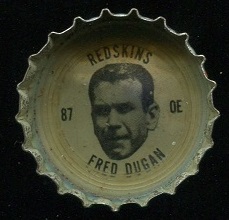 REDSKINS
87 OE
FRED DUGAN